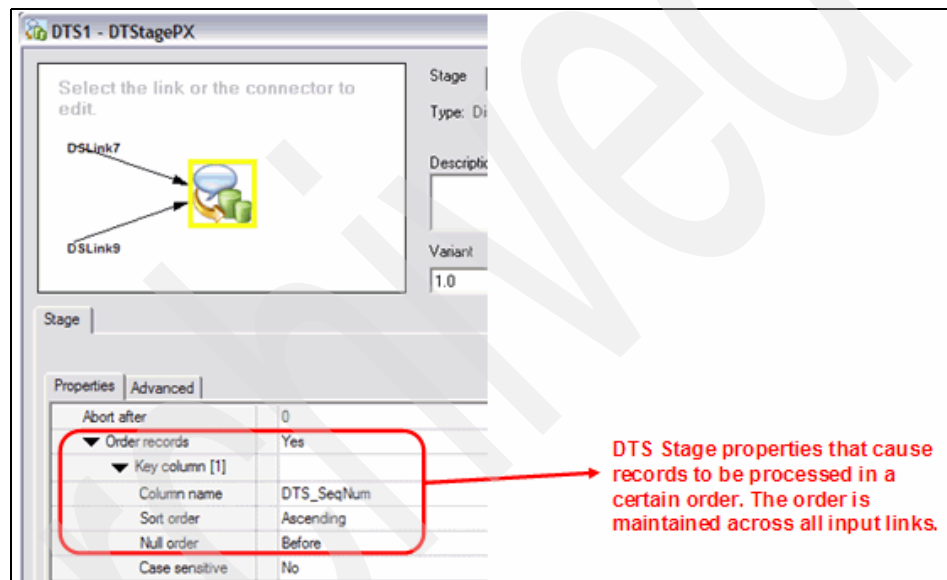 DTS1 - DTStagePX
Select the link or the connector to
edit.
DSLink7
DSLink9
Stage
Type: Di
Descriptic
Variant
1.0
Stage
Properties Advanced
Abort after 0
Order records Yes
Key column [1]
Column name DTS_SeqNum
Sort order Ascending
Null order Before
Case sensitive No
DTS Stage properties that cause
records to be processed in a
certain order. The order is
maintained across all input links.